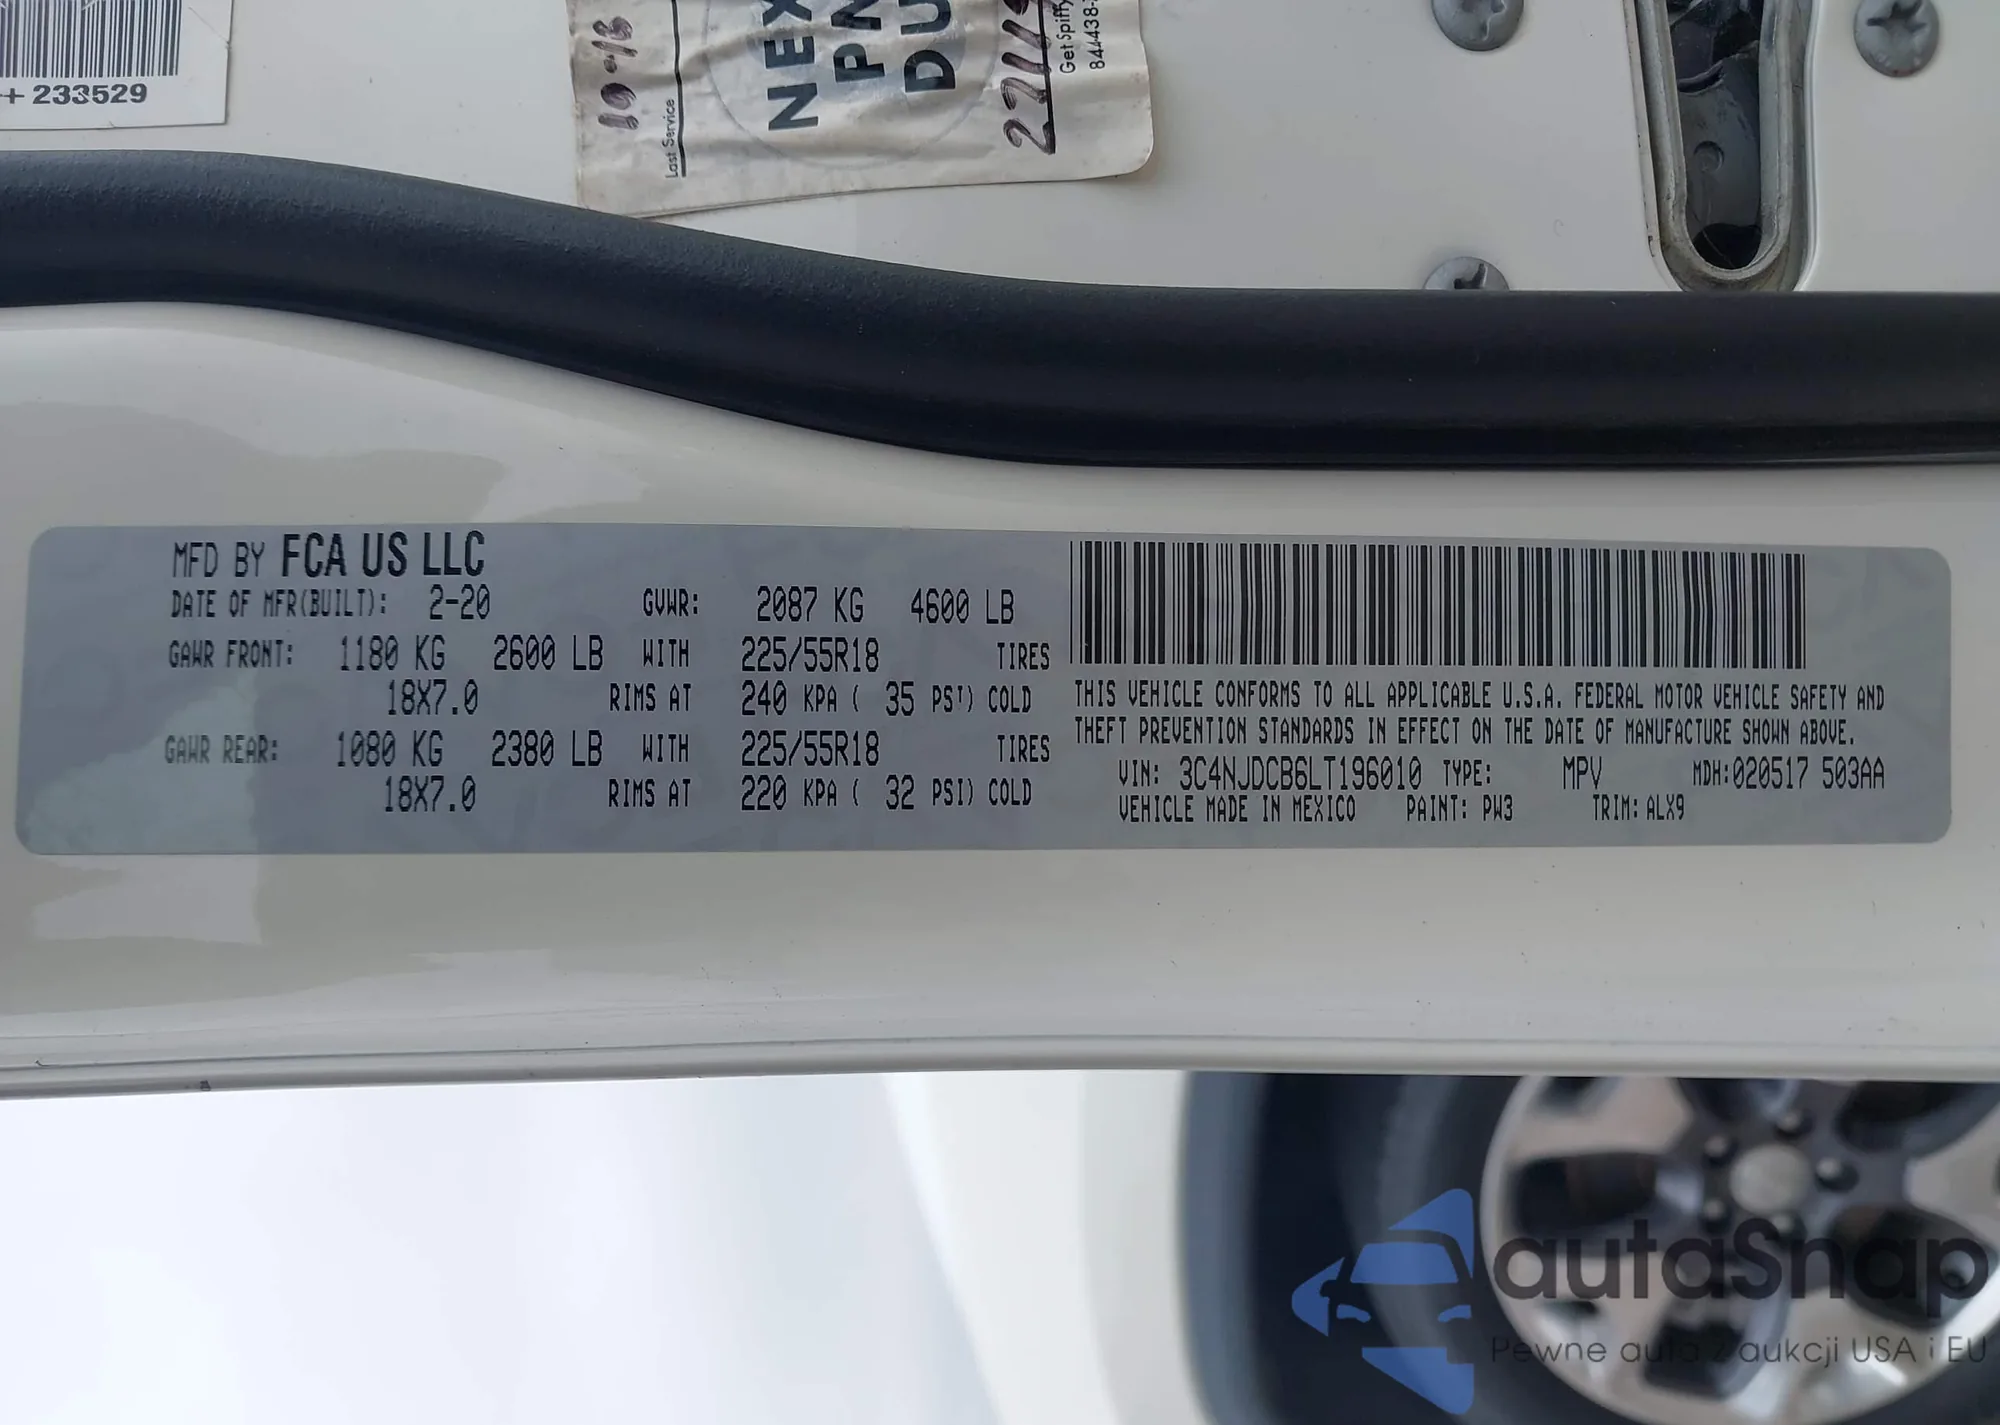 ++ 233529
10-13
Last Service
NEX
PN
DU
Get Spiffy
MFD BY FCA US LLC
DATE OF MFR(BUILT): 2-20 GVWR: 2087 KG 4600 LB
GAWR FRONT: 1180 KG 2600 LB WITH 225/55R18 TIRES
18X7.0 RIMS AT 240 KPA ( 35 PSI) COLD
GAWR REAR: 1080 KG 2380 LB WITH 225/55R18 TIRES
18X7.0 RIMS AT 220 KPA ( 32 PSI) COLD
THIS VEHICLE CONFORMS TO ALL APPLICABLE U.S.A. FEDERAL MOTOR VEHICLE SAFETY AND
THEFT PREVENTION STANDARDS IN EFFECT ON THE DATE OF MANUFACTURE SHOWN ABOVE.
VIN: 3C4NJDCB6LT196010 TYPE: MPV MDH:020517 503AA
VEHICLE MADE IN MEXICO PAINT: PW3 TRIM: ALX9
autaSnap
Pewne auta z aukcji USA i EU